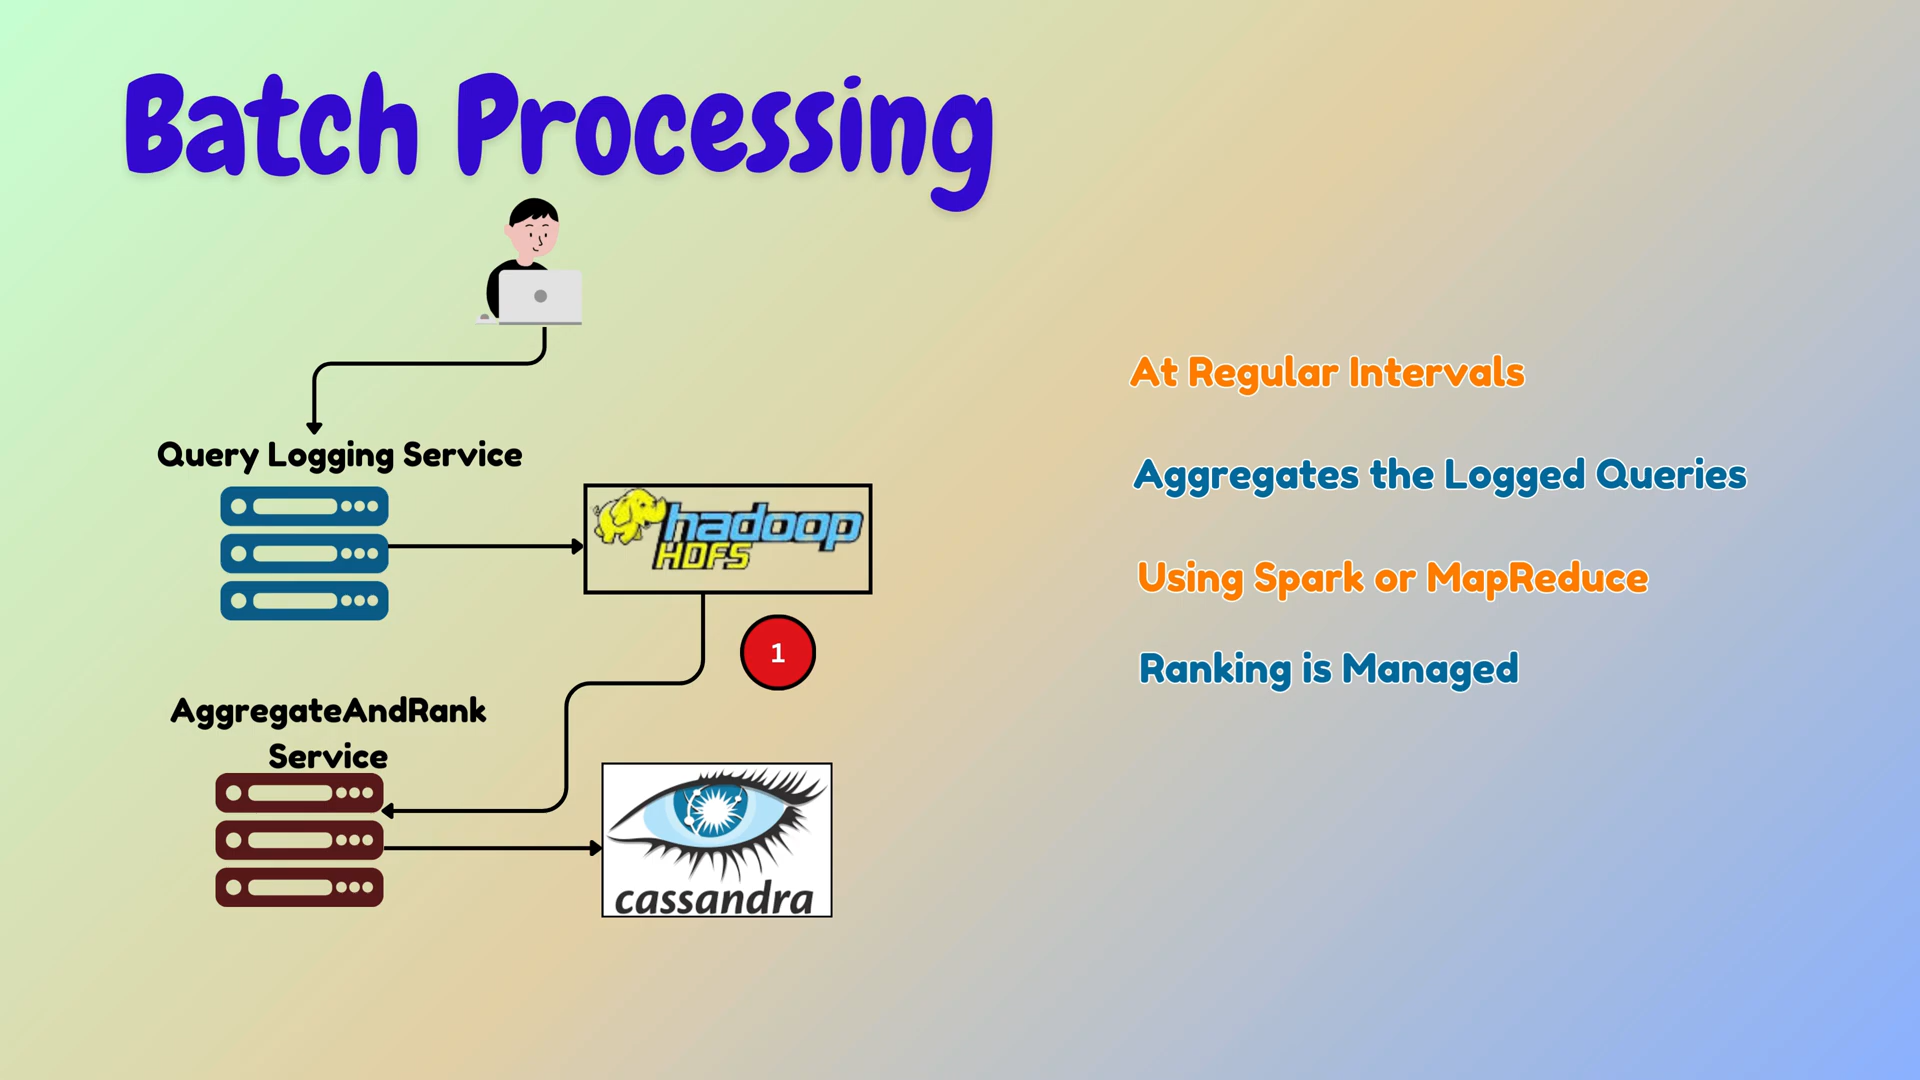 Batch Processing
Query Logging Service
hadoop
HDFS
1
AggregateAndRank
Service
cassandra
At Regular Intervals
Aggregates the Logged Queries
Using Spark or MapReduce
Ranking is Managed